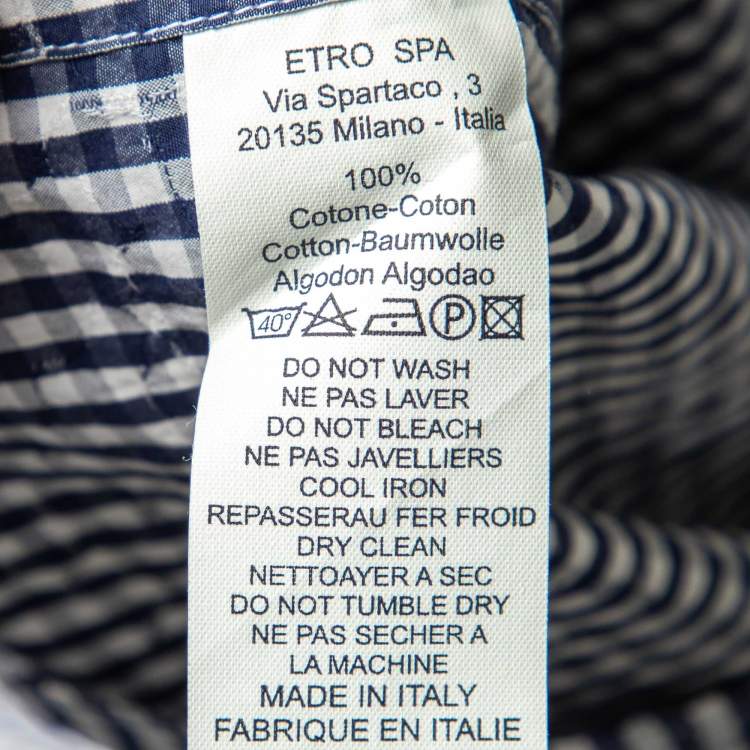 ETRO SPA
Via Spartaco , 3
20135 Milano - Italia
100%
Cotone-Coton
Cotton-Baumwolle
Algodon Algodao
40° P
DO NOT WASH
NE PAS LAVER
DO NOT BLEACH
NE PAS JAVELLIERS
COOL IRON
REPASSERAU FER FROID
DRY CLEAN
NETTOAYER A SEC
DO NOT TUMBLE DRY
NE PAS SECHER A
LA MACHINE
MADE IN ITALY
FABRIQUE EN ITALIE